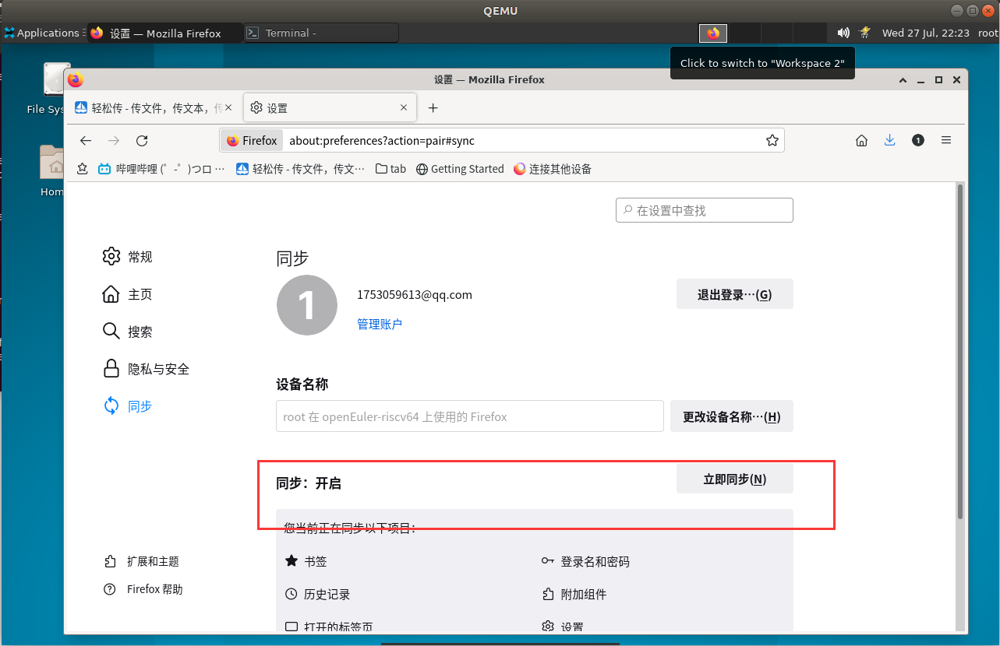 QEMU
Applications
设置 — Mozilla Firefox
Terminal -
Wed 27 Jul, 22:23
root
Click to switch to "Workspace 2"
File Sys
Hom
设置 — Mozilla Firefox
轻松传 - 传文件，传文本，传
设置
Firefox
about:preferences?action=pair#sync
1
哔哩哔哩 (゜-゜)つロ …
轻松传 - 传文件，传文…
tab
Getting Started
连接其他设备
在设置中查找
常规
主页
搜索
隐私与安全
同步
扩展和主题
Firefox 帮助
同步
1
1753059613@qq.com
退出登录…(G)
管理账户
设备名称
root 在 openEuler-riscv64 上使用的 Firefox
更改设备名称…(H)
同步：开启
立即同步(N)
您当前正在同步以下项目：
书签
登录名和密码
历史记录
附加组件
打开的标签页
设置